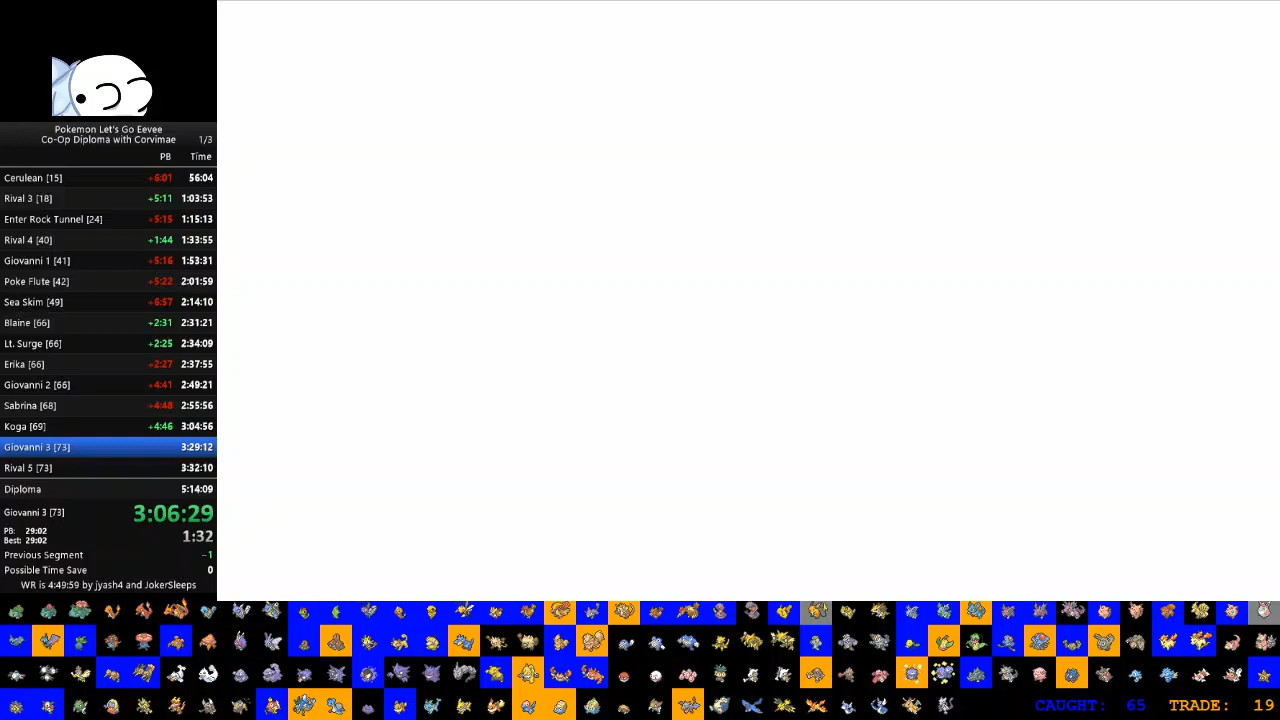 Pokemon Let's Go Eevee
Co-Op Diploma with Corvimae 1/3
PB Time
Cerulean [15] +6:01 56:04
Rival 3 [18] +5:11 1:03:53
Enter Rock Tunnel [24] +5:15 1:15:13
Rival 4 [40] +1:44 1:33:55
Giovanni 1 [41] +5:16 1:53:31
Poke Flute [42] +5:22 2:01:59
Sea Skim [49] +6:57 2:14:10
Blaine [66] +2:31 2:31:21
Lt. Surge [66] +2:25 2:34:09
Erika [66] +2:27 2:37:55
Giovanni 2 [66] +4:41 2:49:21
Sabrina [68] +4:48 2:55:56
Koga [69] +4:46 3:04:56
Giovanni 3 [73] 3:29:12
Rival 5 [73] 3:32:10
Diploma 5:14:09
Giovanni 3 [73] 3:06:29
PB: 29:02
Best: 29:02 1:32
Previous Segment −1
Possible Time Save 0
WR is 4:49:59 by jyash4 and JokerSleeps
CAUGHT: 65 TRADE: 19